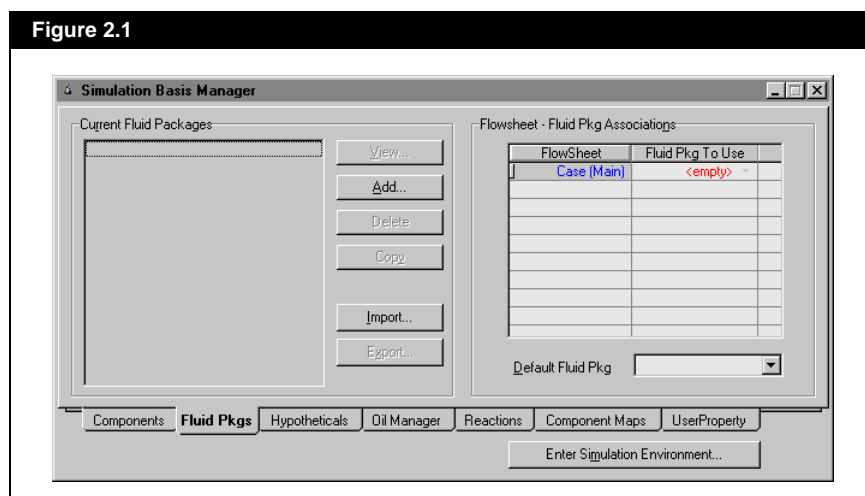 Figure 2.1
Simulation Basis Manager
Current Fluid Packages
View...
Add...
Delete
Copy
Import...
Export...
Flowsheet - Fluid Pkg Associations
FlowSheet Fluid Pkg To Use
Case (Main) <empty>
Default Fluid Pkg
Components Fluid Pkgs Hypotheticals Oil Manager Reactions Component Maps UserProperty
Enter Simulation Environment...